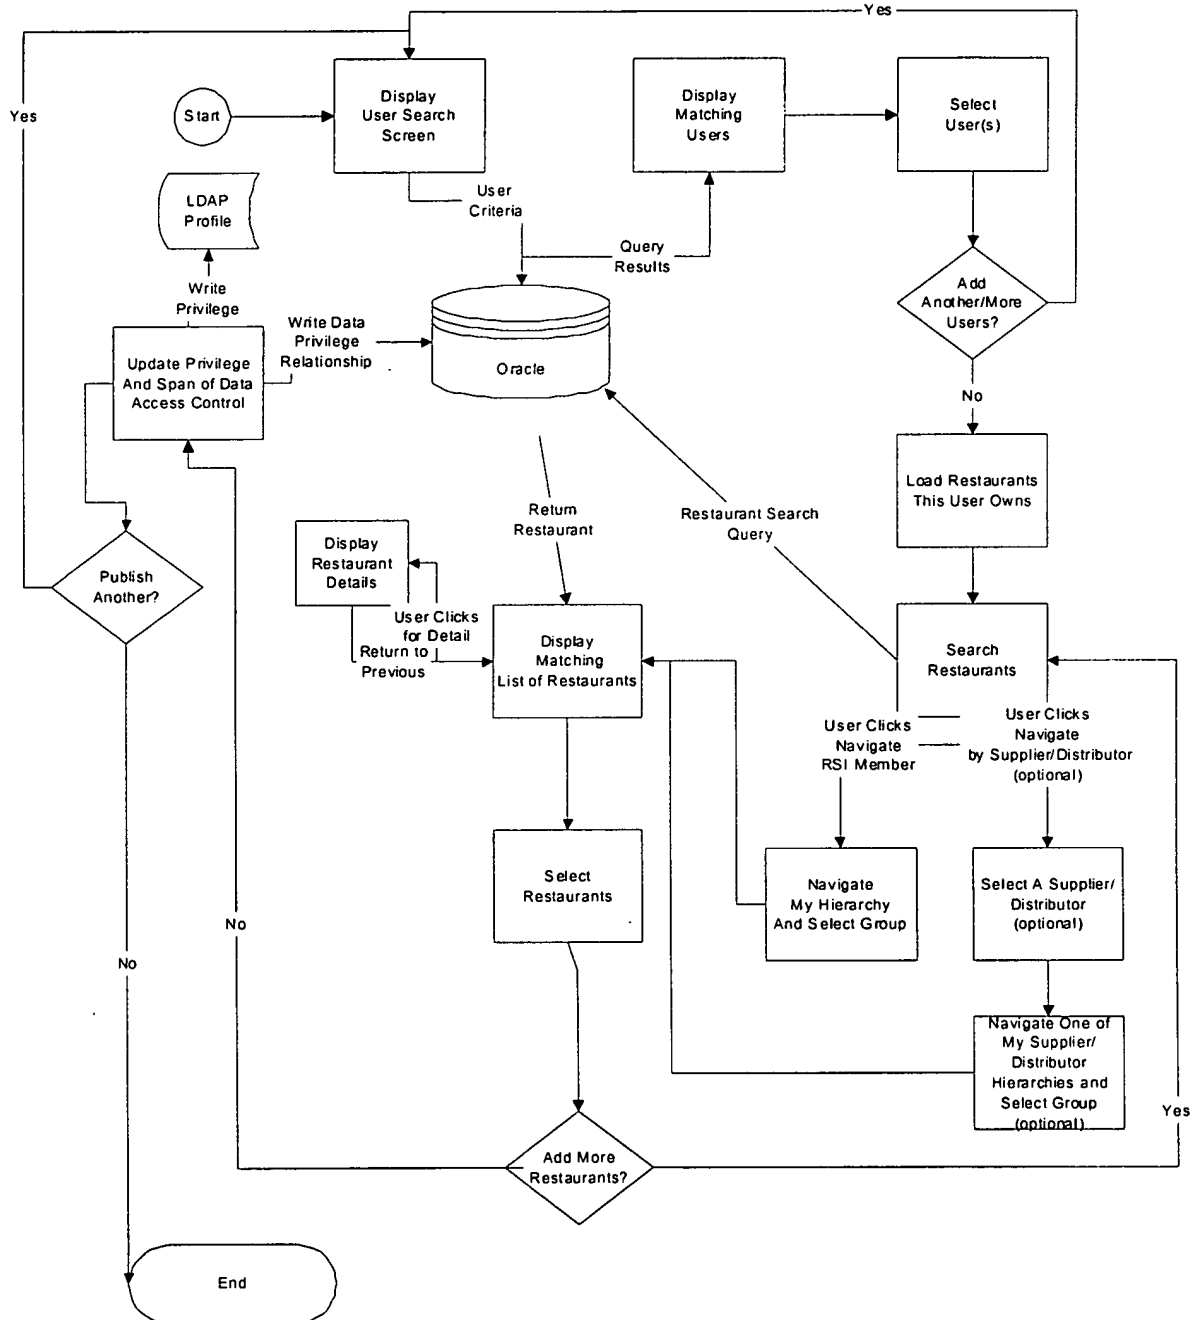 Yes
Yes
Start
Display
User Search
Screen
Display
Matching
Users
Select
User(s)
LDAP
Profile
User
Criteria
Query
Results
Add
Another/More
Users?
Write
Privilege
Write Data
Privilege
Relationship
Oracle
Update Privilege
And Span of Data
Access Control
No
Load Restaurants
This User Owns
Return
Restaurant
Restaurant Search
Query
Display
Restaurant
Details
Publish
Another?
User Clicks
for Detail
Return to
Previous
Display
Matching
List of Restaurants
Search
Restaurants
User Clicks
Navigate
RSI Member
User Clicks
Navigate
by Supplier/Distributor
(optional)
Select
Restaurants
Navigate
My Hierarchy
And Select Group
Select A Supplier/
Distributor
(optional)
No
No
Navigate One of
My Supplier/
Distributor
Hierarchies and
Select Group
(optional)
Yes
Add More
Restaurants?
End